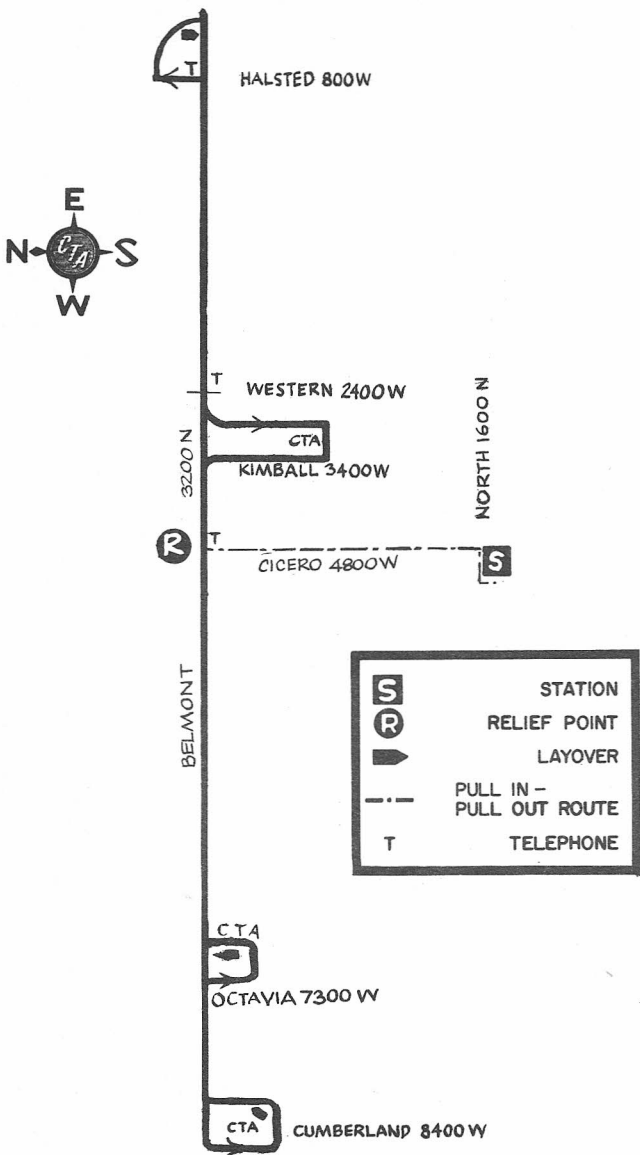 T
HALSTED 800W
E
N
CTA
S
W
T
WESTERN 2400W
3200 N
CTA
KIMBALL 3400W
NORTH 1600 N
R
T
CICERO 4800W
S
BELMONT
S STATION
R RELIEF POINT
LAYOVER
PULL IN –
PULL OUT ROUTE
T TELEPHONE
CTA
OCTAVIA 7300 W
CTA
CUMBERLAND 8400 W